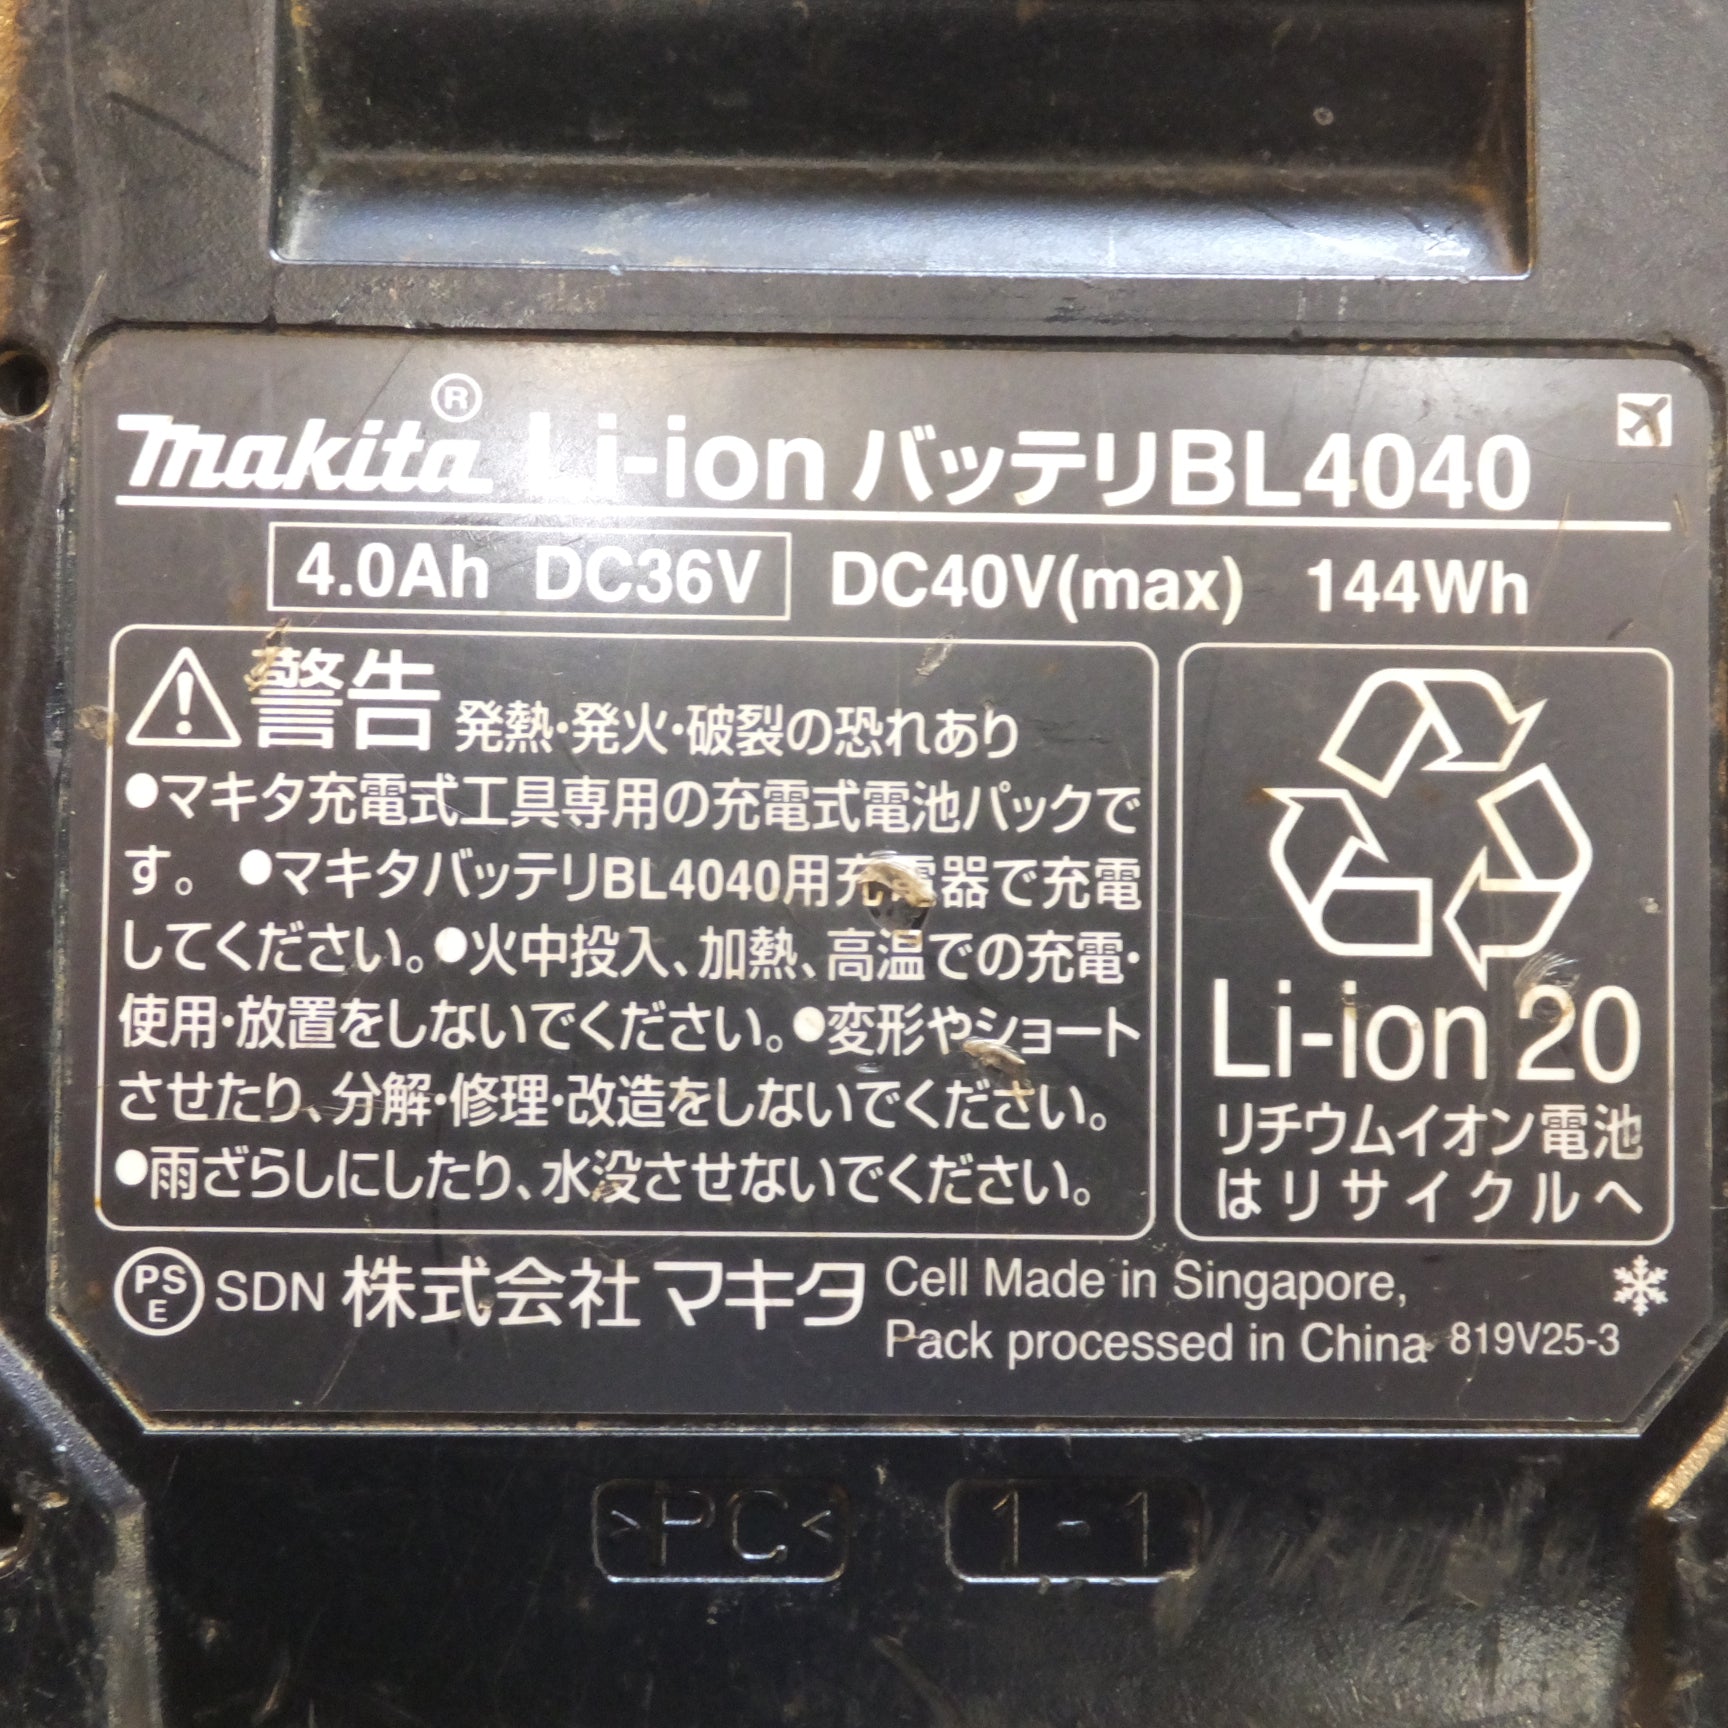 makita® Li-ion バッテリBL4040
4.0Ah DC36V DC40V(max) 144Wh
警告 発熱・発火・破裂の恐れあり
●マキタ充電式工具専用の充電式電池パックで
す。 ●マキタバッテリBL4040用充電器で充電
してください。●火中投入、加熱、高温での充電・
使用・放置をしないでください。●変形やショート
させたり、分解・修理・改造をしないでください。
●雨ざらしにしたり、水没させないでください。
Li-ion 20
リチウムイオン電池
はリサイクルへ
PSE SDN 株式会社マキタ
Cell Made in Singapore,
Pack processed in China 819V25-3
>PC< 1-1